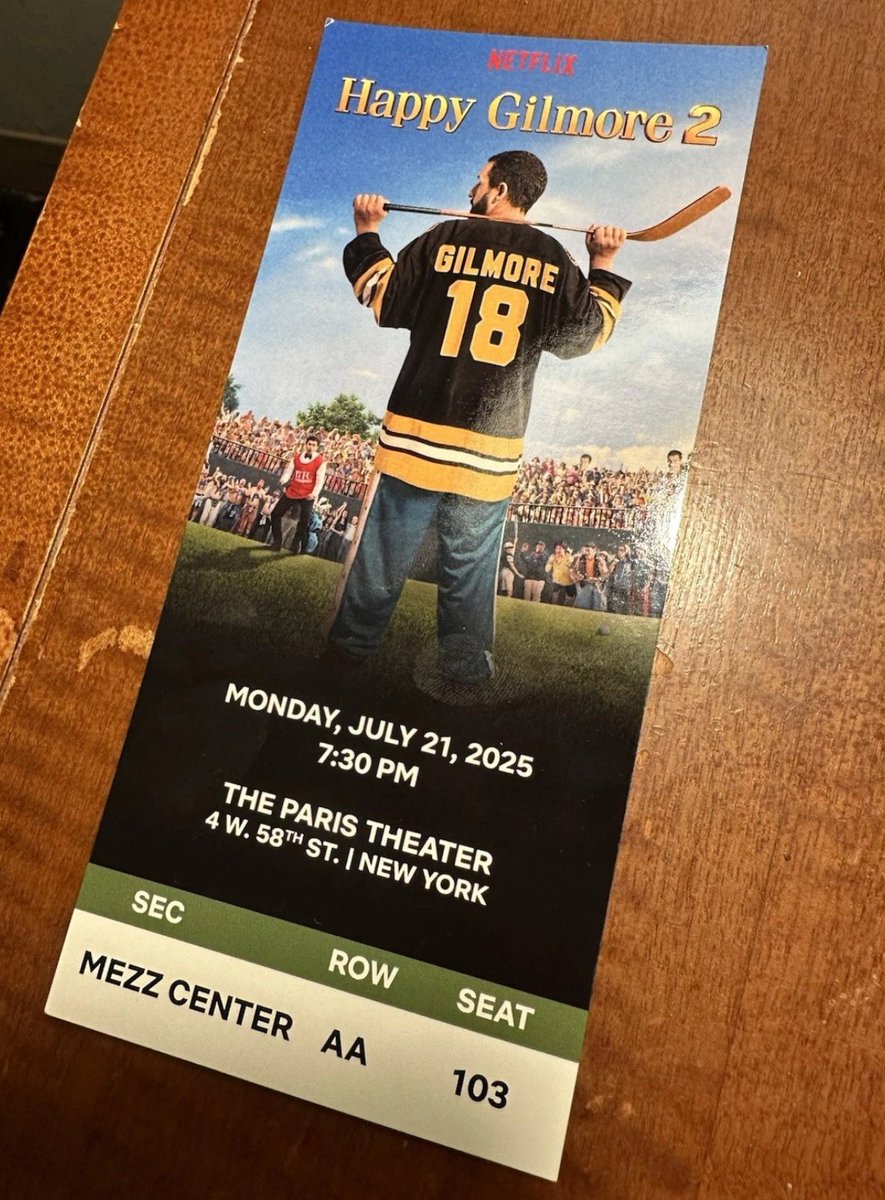 NETFLIX
Happy Gilmore 2
GILMORE
18
MONDAY, JULY 21, 2025
7:30 PM
THE PARIS THEATER
4 W. 58TH ST. | NEW YORK
SEC ROW SEAT
MEZZ CENTER AA 103